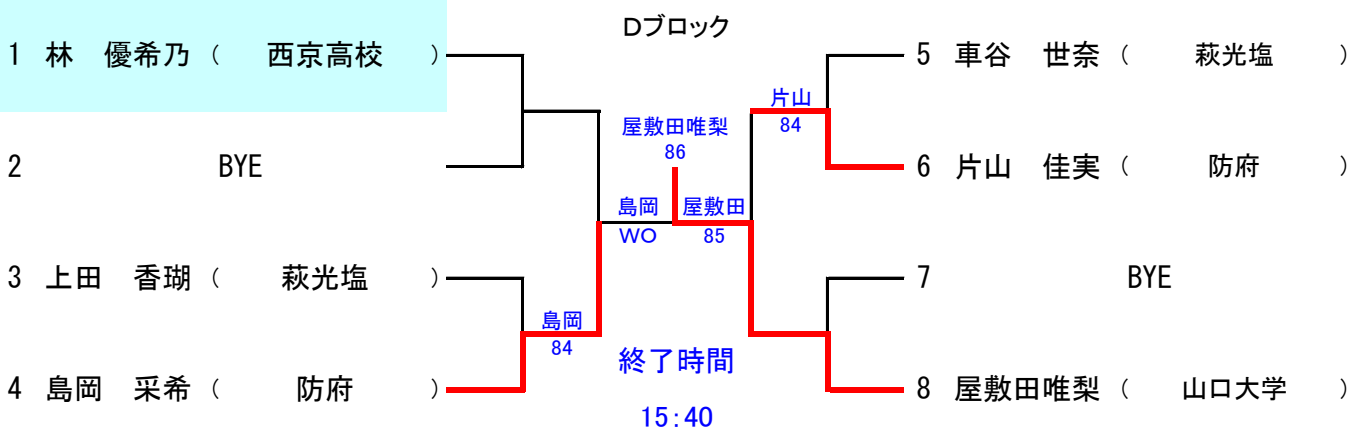 Dブロック
1 林 優希乃 （ 西京高校 ）
2 BYE
3 上田 香瑚 （ 萩光塩 ）
4 島岡 采希 （ 防府 ）
島岡
84
島岡
WO
屋敷田唯梨
86
屋敷田
85
片山
84
終了時間
15:40
5 車谷 世奈 （ 萩光塩 ）
6 片山 佳実 （ 防府 ）
7 BYE
8 屋敷田唯梨 （ 山口大学 ）